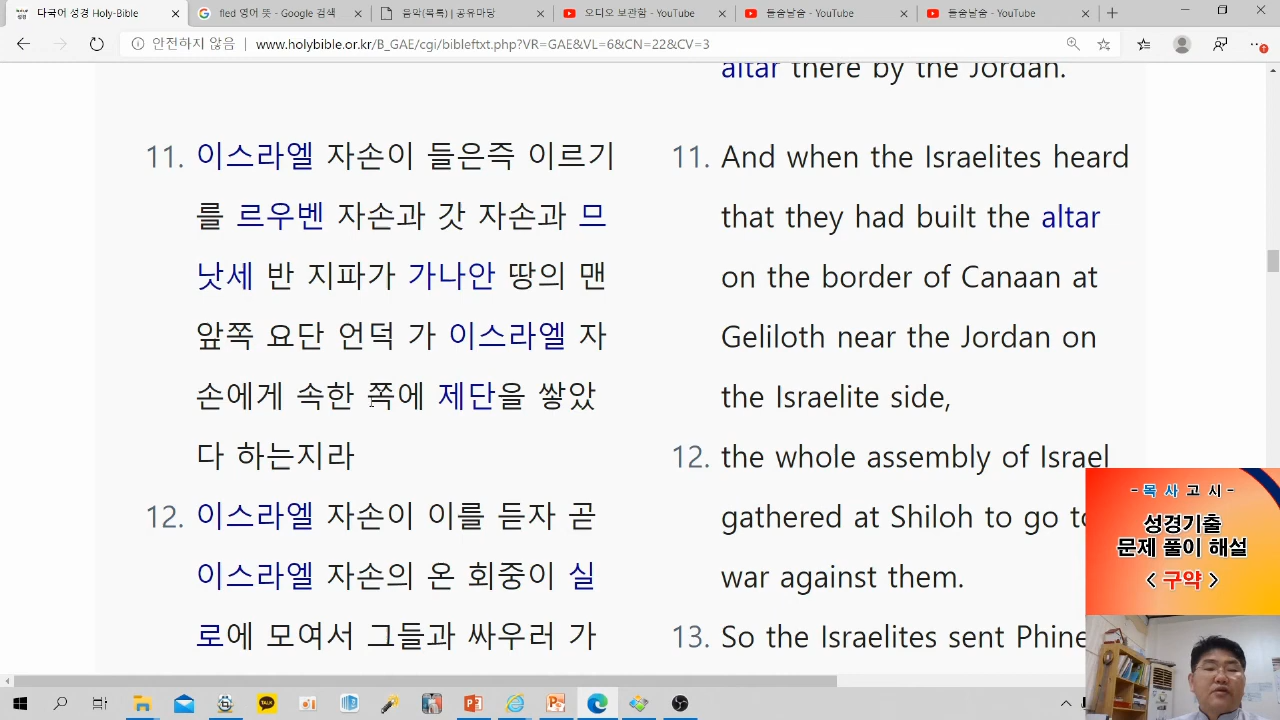 다국어 성경 Holy-Bible
fled 영어 뜻 - Google 검색
음악(목록) | 공유마당
오디오 보관함 - YouTube
돌숨날숨 - YouTube
돌숨날숨 - YouTube
안전하지 않음 | www.holybible.or.kr/B_GAE/cgi/bibleftxt.php?VR=GAE&VL=6&CN=22&CV=3
altar there by the Jordan.
11. 이스라엘 자손이 들은즉 이르기
를 르우벤 자손과 갓 자손과 므
낫세 반 지파가 가나안 땅의 맨
앞쪽 요단 언덕 가 이스라엘 자
손에게 속한 쪽에 제단을 쌓았
다 하는지라
12. 이스라엘 자손이 이를 듣자 곧
이스라엘 자손의 온 회중이 실
로에 모여서 그들과 싸우러 가
11. And when the Israelites heard
that they had built the altar
on the border of Canaan at
Geliloth near the Jordan on
the Israelite side,
12. the whole assembly of Israel
gathered at Shiloh to go to
war against them.
13. So the Israelites sent Phine
- 목 사 고 시 -
성경기출
문제 풀이 해설
< 구약 >
TALK